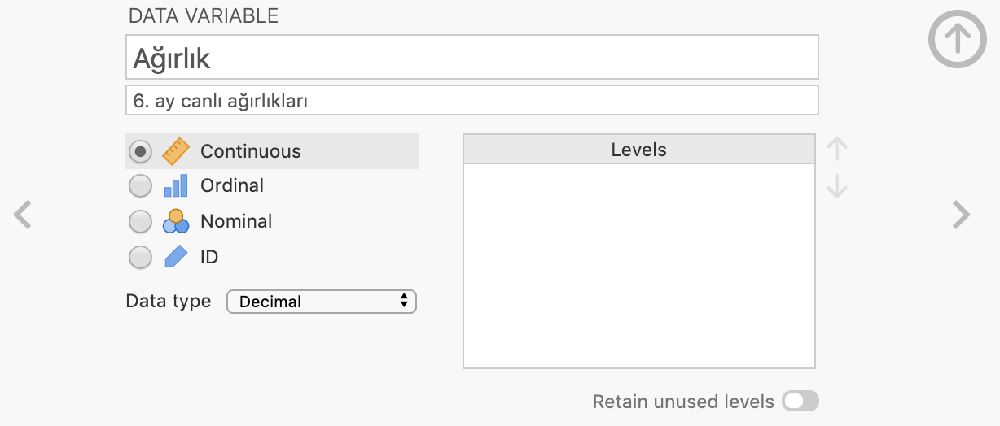 DATA VARIABLE
Ağırlık
6. ay canlı ağırlıkları
Continuous
Ordinal
Nominal
ID
Data type Decimal
Levels
Retain unused levels